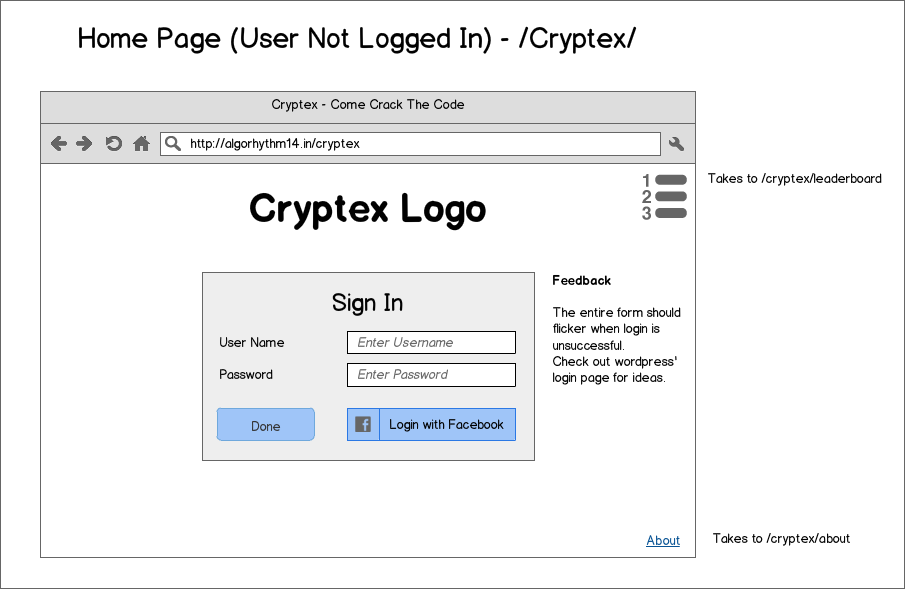 Home Page (User Not Logged In) - /Cryptex/
Cryptex - Come Crack The Code
http://algorhythm14.in/cryptex
1
2
3
Takes to /cryptex/leaderboard
Cryptex Logo
Sign In
User Name
Enter Username
Password
Enter Password
Done
f
Login with Facebook
Feedback
The entire form should
flicker when login is
unsuccessful.
Check out wordpress'
login page for ideas.
About
Takes to /cryptex/about